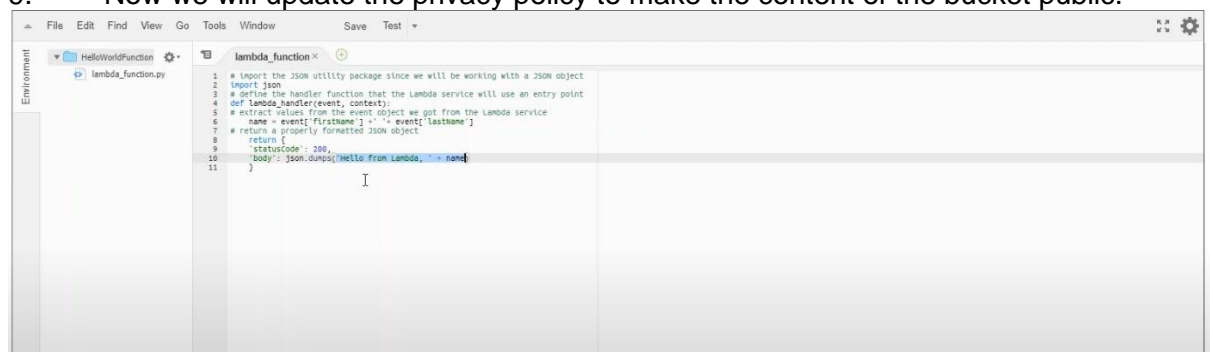 Now we will update the privacy policy to make the content of the bucket public.
File Edit Find View Go Tools Window Save Test
Environment
HelloWorldFunction
lambda_function.py
lambda_function ×
1 # import the JSON utility package since we will be working with a JSON object
2 import json
3 # define the handler function that the Lambda service will use an entry point
4 def lambda_handler(event, context):
5 # extract values from the event object we got from the Lambda service
6 name = event['firstName'] +' '+ event['lastName']
7 # return a properly formatted JSON object
8 return {
9 'statusCode': 200,
10 'body': json.dumps('Hello from Lambda, ' + name)
11 }